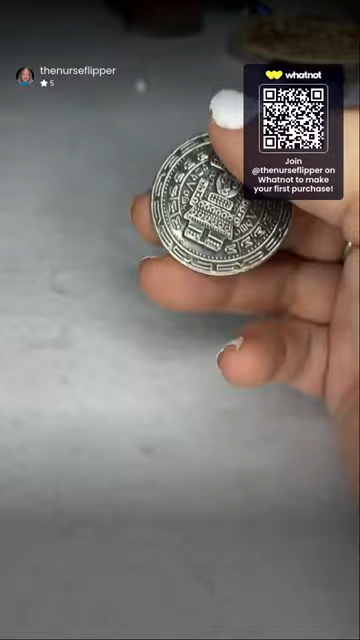 thenurseflipper
★ 5
whatnot
Join
@thenurseflipper on
Whatnot to make
your first purchase!